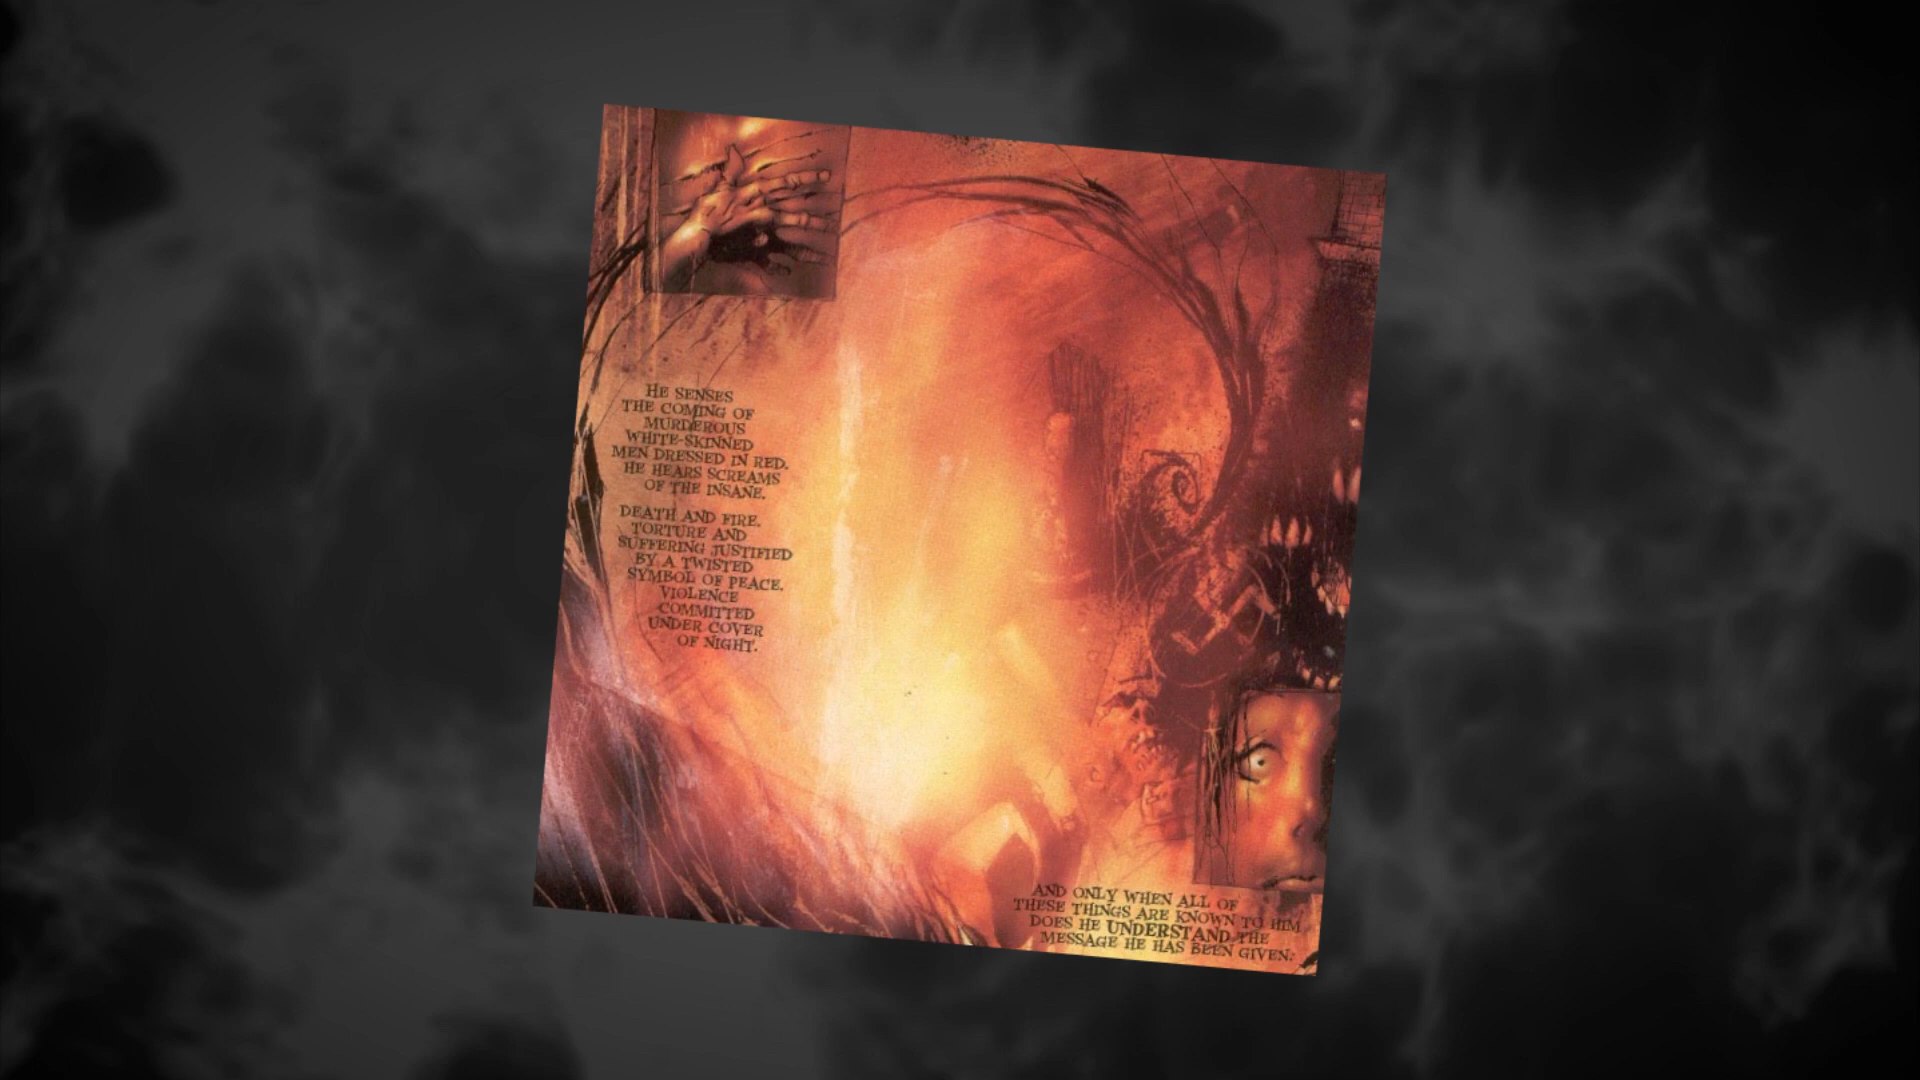 HE SENSES
THE COMING OF
MURDEROUS
WHITE-SKINNED
MEN DRESSED IN RED.
HE HEARS SCREAMS
OF THE INSANE.
DEATH AND FIRE.
TORTURE AND
SUFFERING JUSTIFIED
BY A TWISTED
SYMBOL OF PEACE.
VIOLENCE
COMMITTED
UNDER COVER
OF NIGHT.
AND ONLY WHEN ALL OF
THESE THINGS ARE KNOWN TO HIM
DOES HE UNDERSTAND THE
MESSAGE HE HAS BEEN GIVEN.